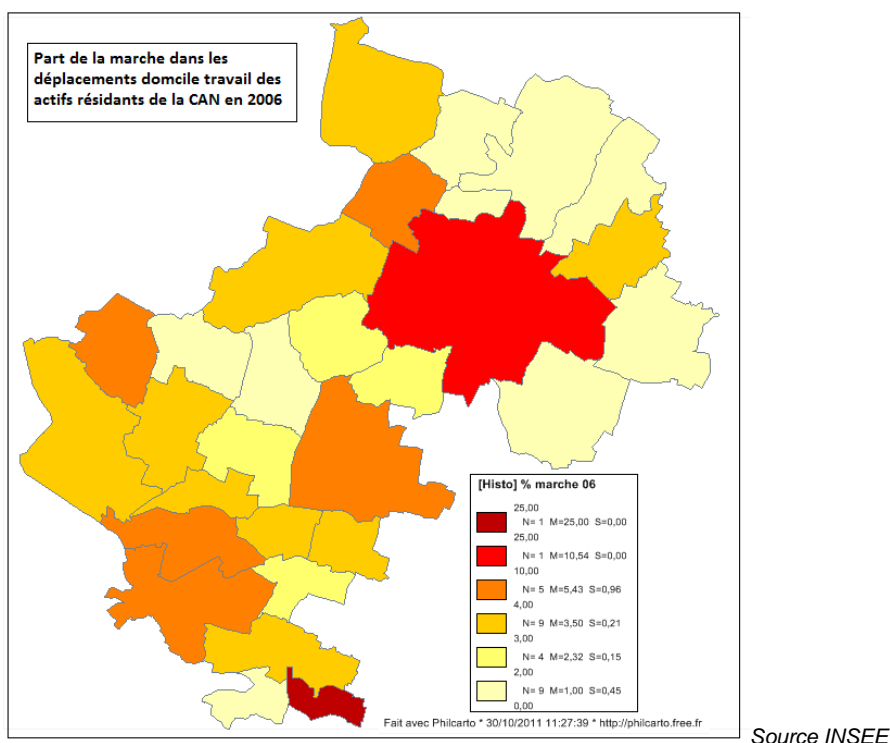 Part de la marche dans les
déplacements domcile travail des
actifs résidants de la CAN en 2006
[Histo] % marche 06
25,00
N= 1 M=25,00 S=0,00
25,00
N= 1 M=10,54 S=0,00
10,00
N= 5 M=5,43 S=0,96
4,00
N= 9 M=3,50 S=0,21
3,00
N= 4 M=2,32 S=0,15
2,00
N= 9 M=1,00 S=0,45
0,00
Fait avec Philcarto * 30/10/2011 11:27:39 * http://philcarto.free.fr
Source INSEE